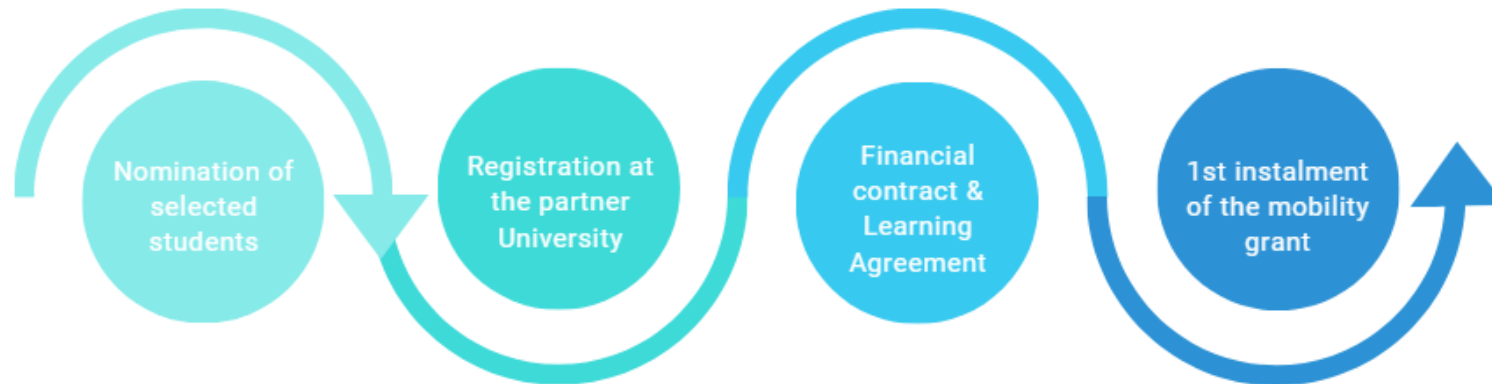 Nomination of
selected
students
Registration at
the partner
University
Financial
contract &
Learning
Agreement
1st instalment
of the mobility
grant